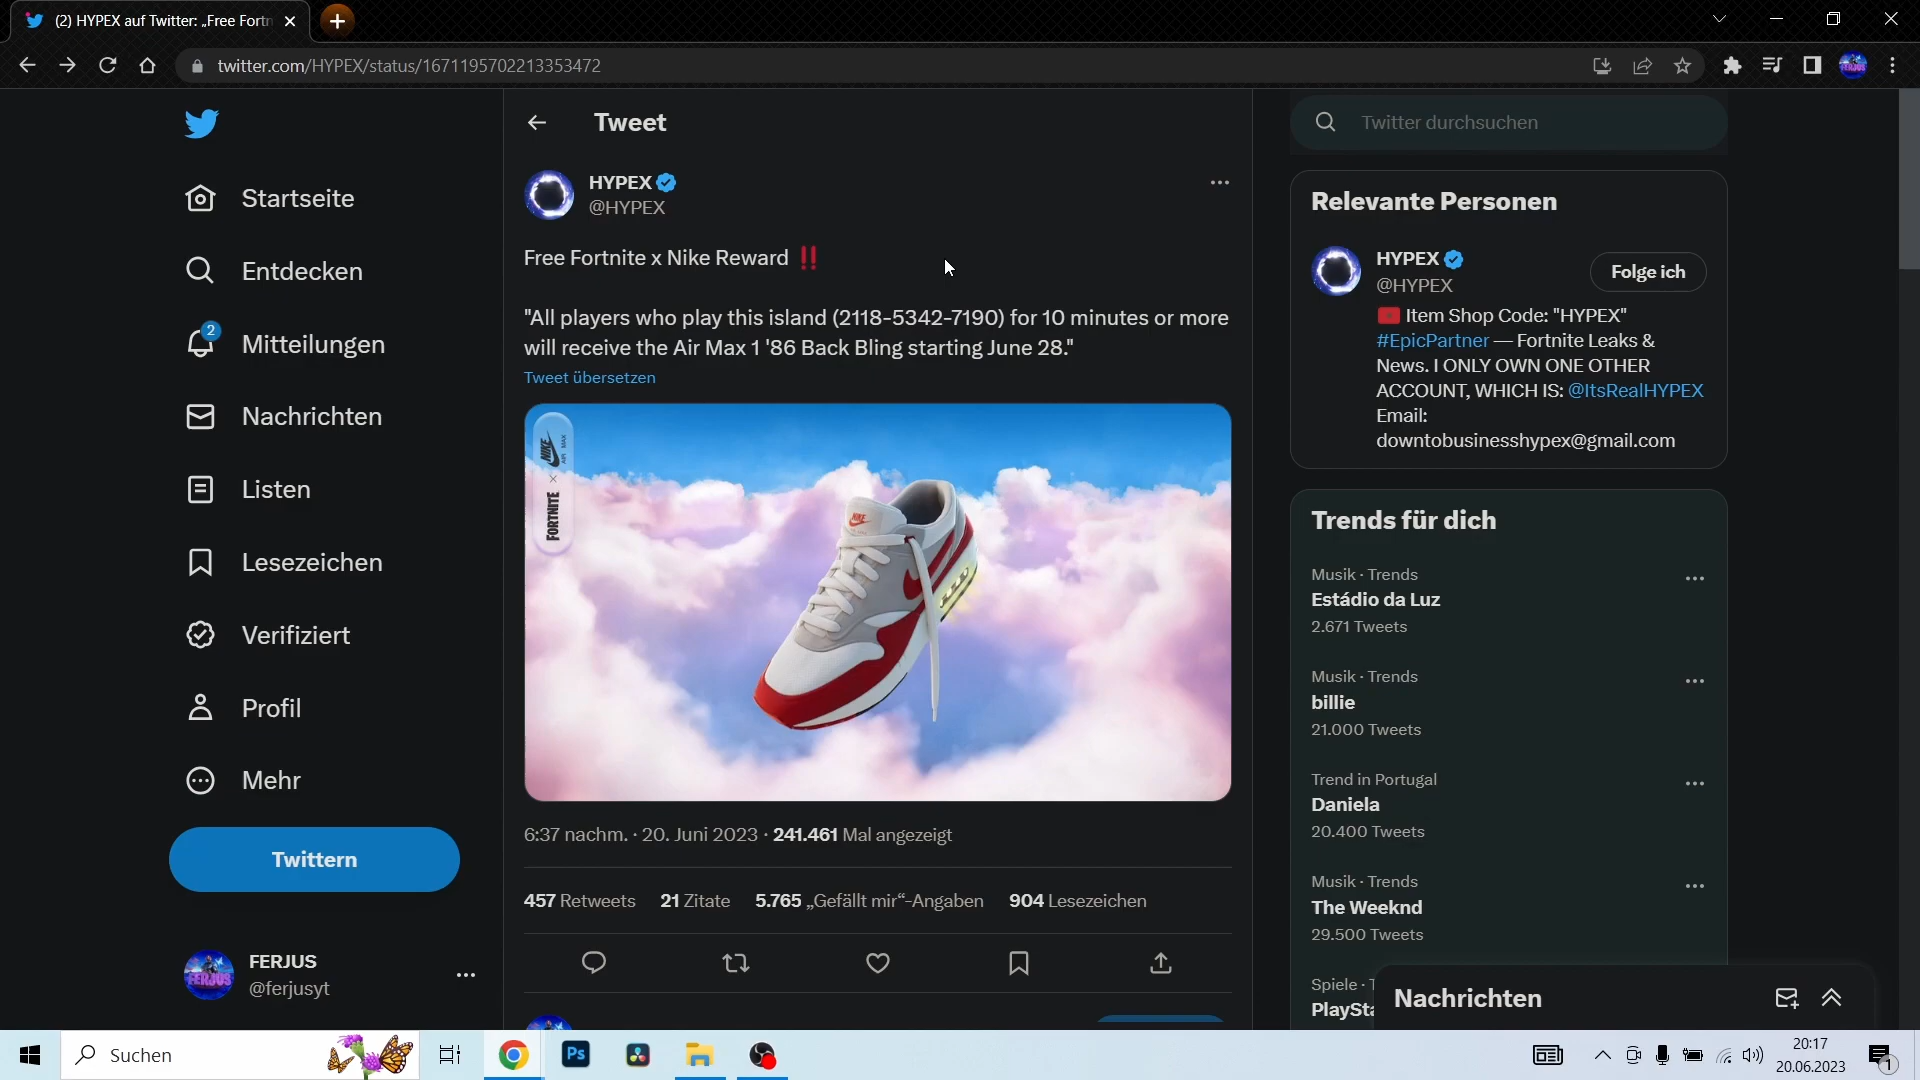 (2) HYPEX auf Twitter: „Free Fortn
twitter.com/HYPEX/status/1671195702213353472
Startseite
Entdecken
2
Mitteilungen
Nachrichten
Listen
Lesezeichen
Verifiziert
Profil
Mehr
Twittern
FERJUS
@ferjusyt
Tweet
HYPEX
@HYPEX
Free Fortnite x Nike Reward ‼️
"All players who play this island (2118-5342-7190) for 10 minutes or more
will receive the Air Max 1 '86 Back Bling starting June 28."
Tweet übersetzen
FORTNITE × NIKE AIR MAX
NIKE
6:37 nachm. · 20. Juni 2023 · 241.461 Mal angezeigt
457 Retweets 21 Zitate 5.765 „Gefällt mir“-Angaben 904 Lesezeichen
Twitter durchsuchen
Relevante Personen
HYPEX
@HYPEX
Folge ich
Item Shop Code: "HYPEX"
#EpicPartner — Fortnite Leaks &
News. I ONLY OWN ONE OTHER
ACCOUNT, WHICH IS: @ItsRealHYPEX
Email:
downtobusinesshypex@gmail.com
Trends für dich
Musik · Trends
Estádio da Luz
2.671 Tweets
Musik · Trends
billie
21.000 Tweets
Trend in Portugal
Daniela
20.400 Tweets
Musik · Trends
The Weeknd
29.500 Tweets
Spiele · T
PlaySta
Nachrichten
Suchen
Ps
20:17
20.06.2023
1